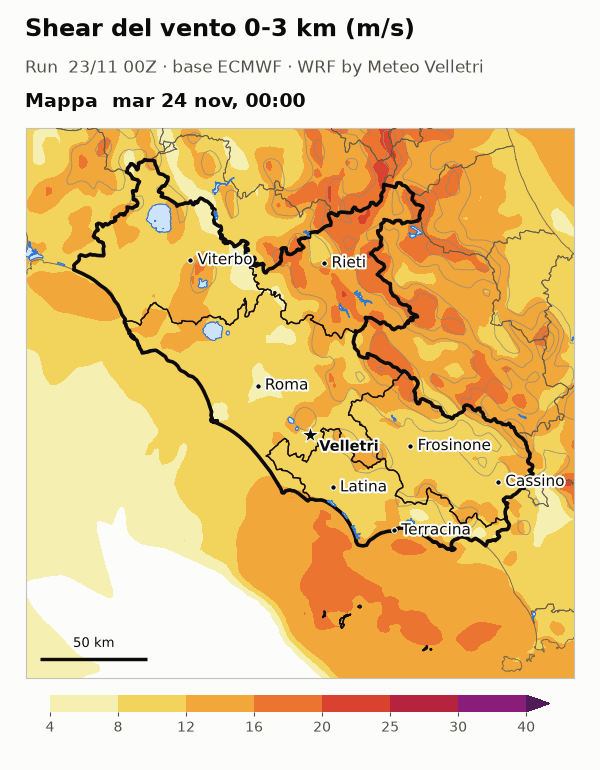 Shear del vento 0-3 km (m/s)
Run  23/11 00Z · base ECMWF · WRF by Meteo Velletri
Mappa  mar 24 nov, 00:00
Viterbo
Rieti
Roma
Velletri
Frosinone
Cassino
Latina
Terracina
50 km
4 8 12 16 20 25 30 40